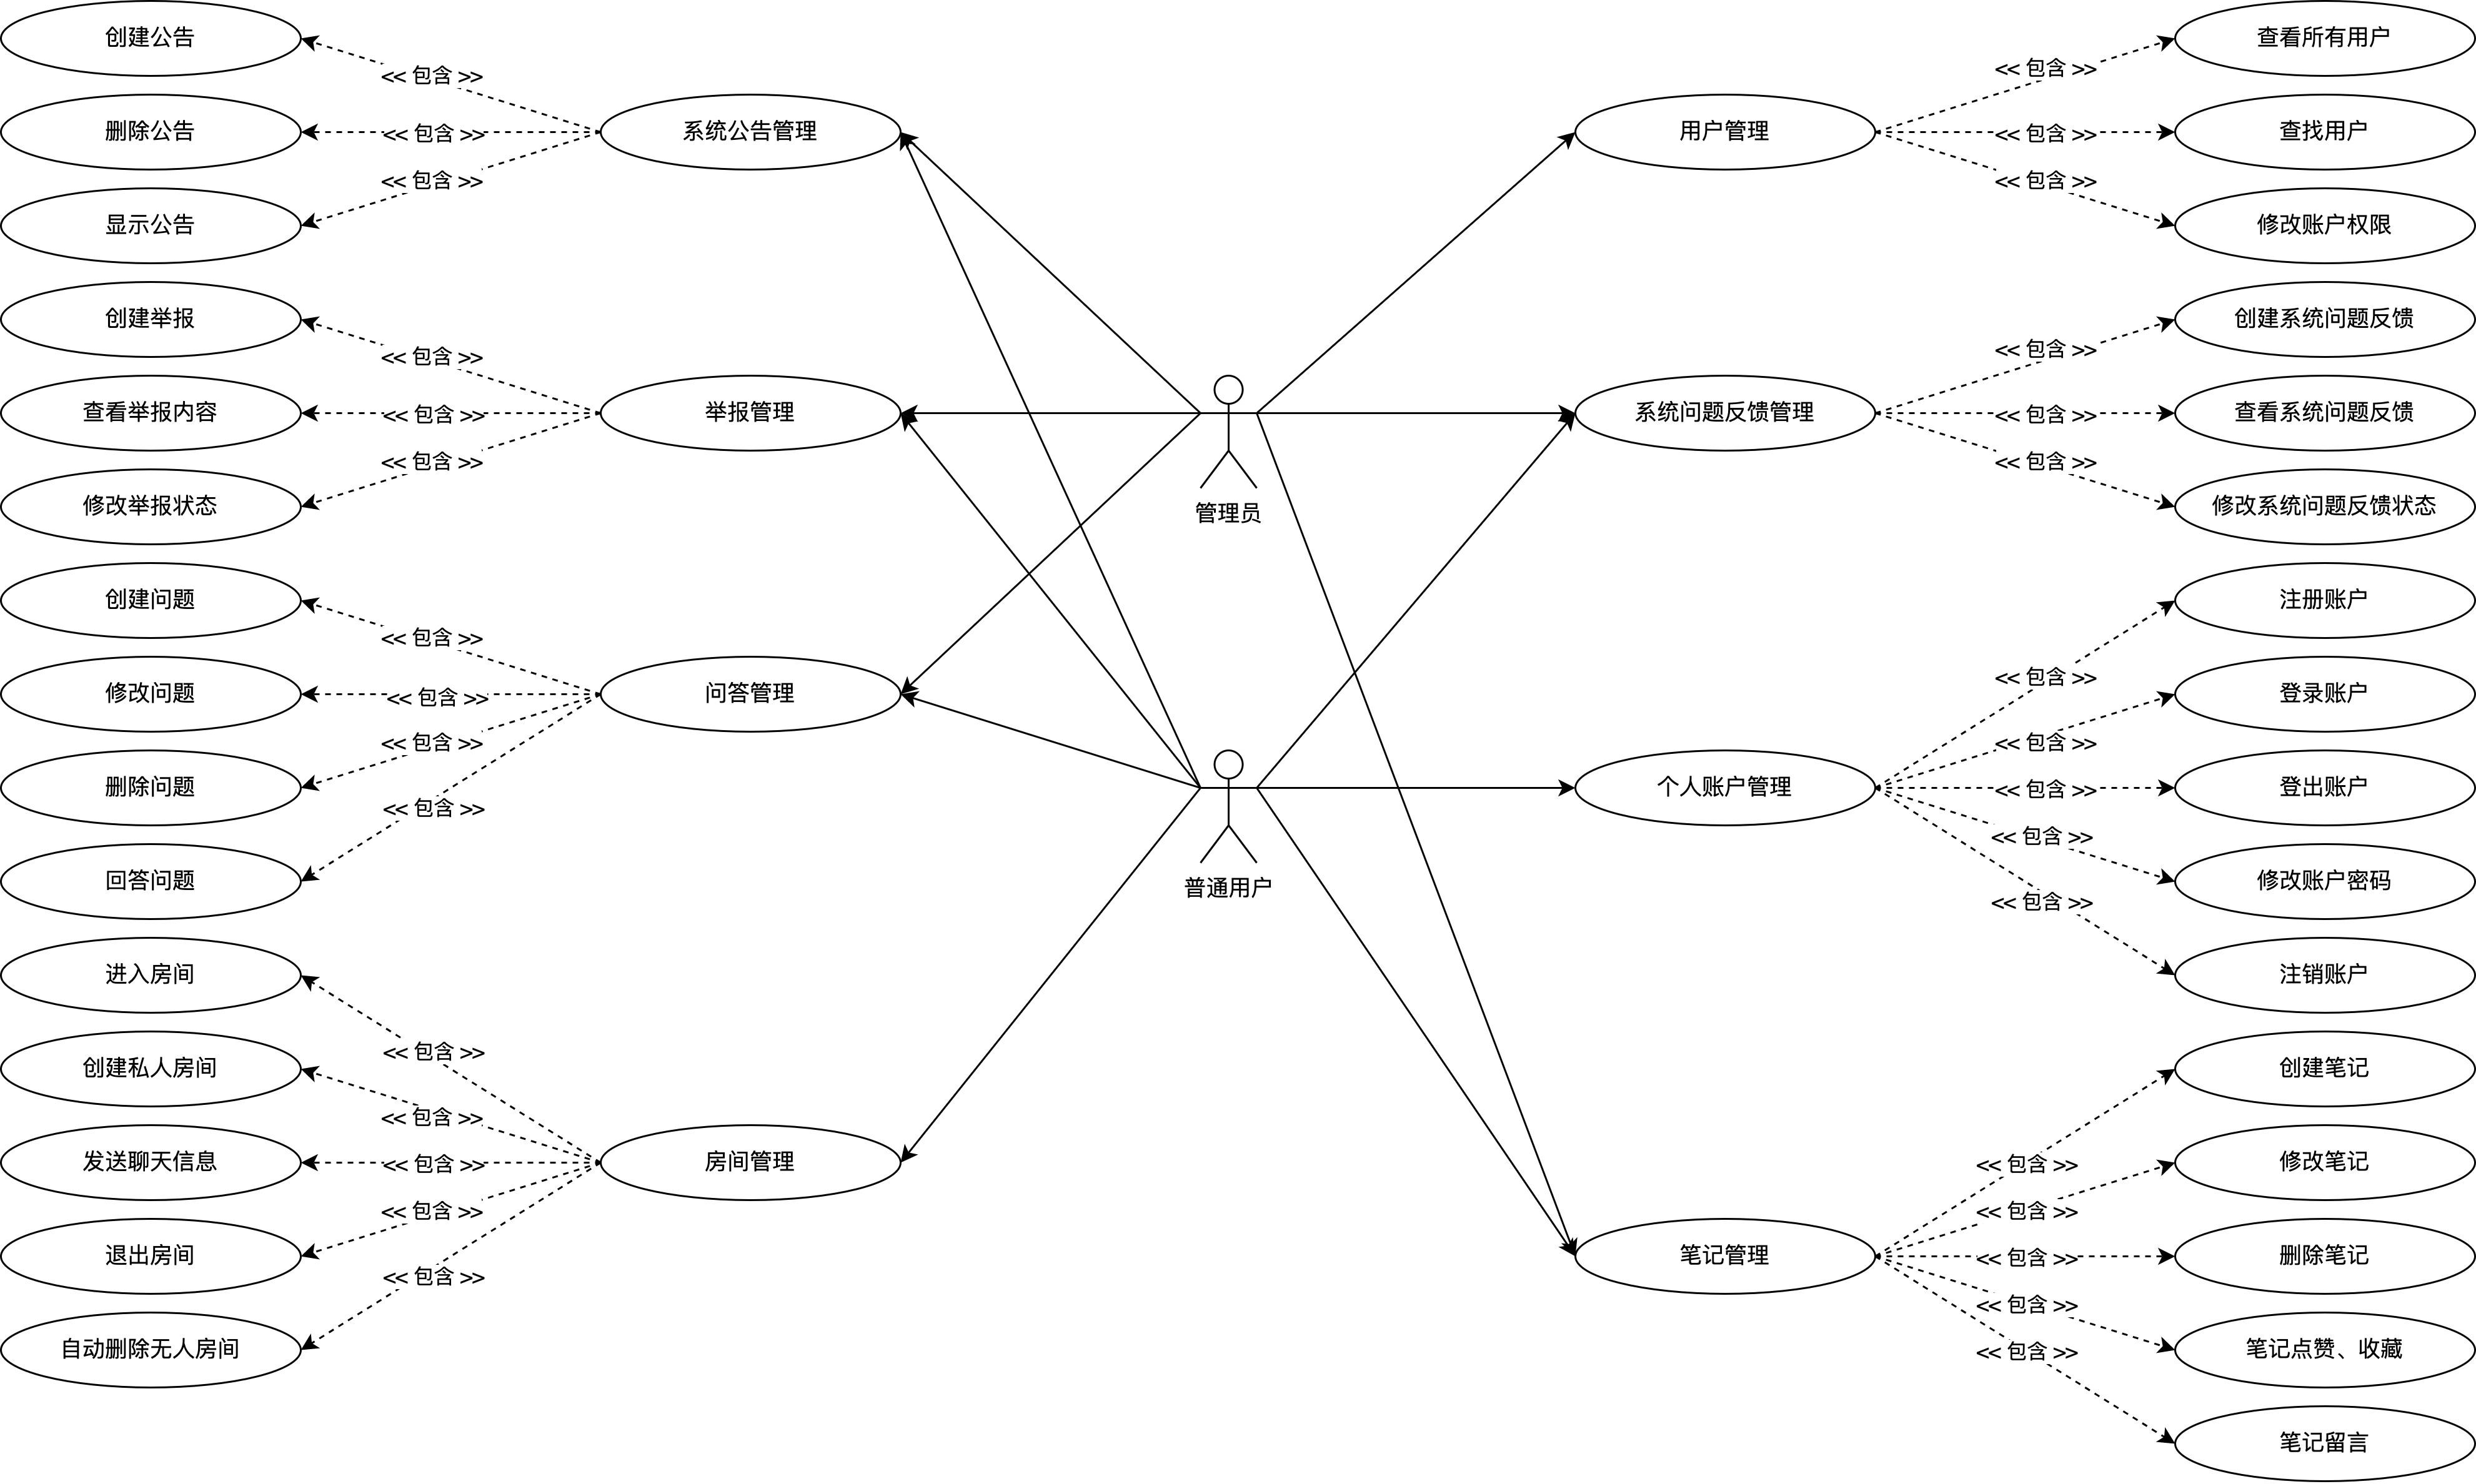 创建公告
<< 包含 >>
删除公告
<< 包含 >>
显示公告
<< 包含 >>
系统公告管理
创建举报
<< 包含 >>
查看举报内容
<< 包含 >>
修改举报状态
<< 包含 >>
举报管理
创建问题
<< 包含 >>
修改问题
<< 包含 >>
删除问题
<< 包含 >>
回答问题
<< 包含 >>
问答管理
进入房间
<< 包含 >>
创建私人房间
<< 包含 >>
发送聊天信息
<< 包含 >>
退出房间
<< 包含 >>
自动删除无人房间
<< 包含 >>
房间管理
管理员
普通用户
用户管理
<< 包含 >>
查看所有用户
<< 包含 >>
查找用户
<< 包含 >>
修改账户权限
系统问题反馈管理
<< 包含 >>
创建系统问题反馈
<< 包含 >>
查看系统问题反馈
<< 包含 >>
修改系统问题反馈状态
个人账户管理
<< 包含 >>
注册账户
<< 包含 >>
登录账户
<< 包含 >>
登出账户
<< 包含 >>
修改账户密码
<< 包含 >>
注销账户
笔记管理
<< 包含 >>
创建笔记
<< 包含 >>
修改笔记
<< 包含 >>
删除笔记
<< 包含 >>
笔记点赞、收藏
<< 包含 >>
笔记留言